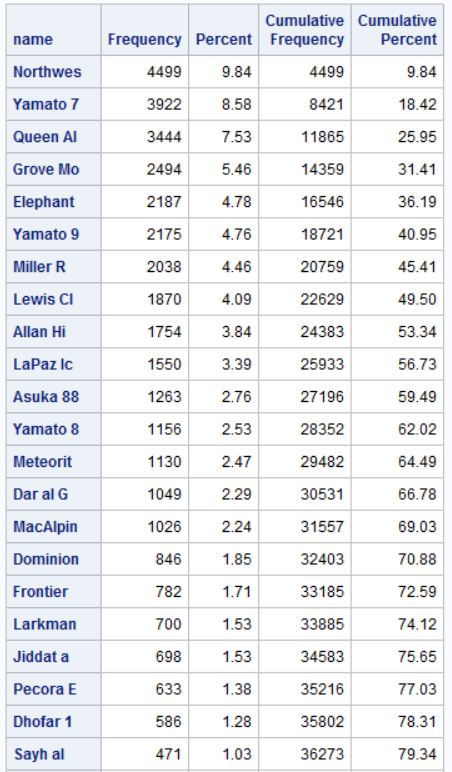 name Frequency Percent Cumulative Frequency Cumulative Percent
Northwes 4499 9.84 4499 9.84
Yamato 7 3922 8.58 8421 18.42
Queen Al 3444 7.53 11865 25.95
Grove Mo 2494 5.46 14359 31.41
Elephant 2187 4.78 16546 36.19
Yamato 9 2175 4.76 18721 40.95
Miller R 2038 4.46 20759 45.41
Lewis Cl 1870 4.09 22629 49.50
Allan Hi 1754 3.84 24383 53.34
LaPaz Ic 1550 3.39 25933 56.73
Asuka 88 1263 2.76 27196 59.49
Yamato 8 1156 2.53 28352 62.02
Meteorit 1130 2.47 29482 64.49
Dar al G 1049 2.29 30531 66.78
MacAlpin 1026 2.24 31557 69.03
Dominion 846 1.85 32403 70.88
Frontier 782 1.71 33185 72.59
Larkman 700 1.53 33885 74.12
Jiddat a 698 1.53 34583 75.65
Pecora E 633 1.38 35216 77.03
Dhofar 1 586 1.28 35802 78.31
Sayh al 471 1.03 36273 79.34